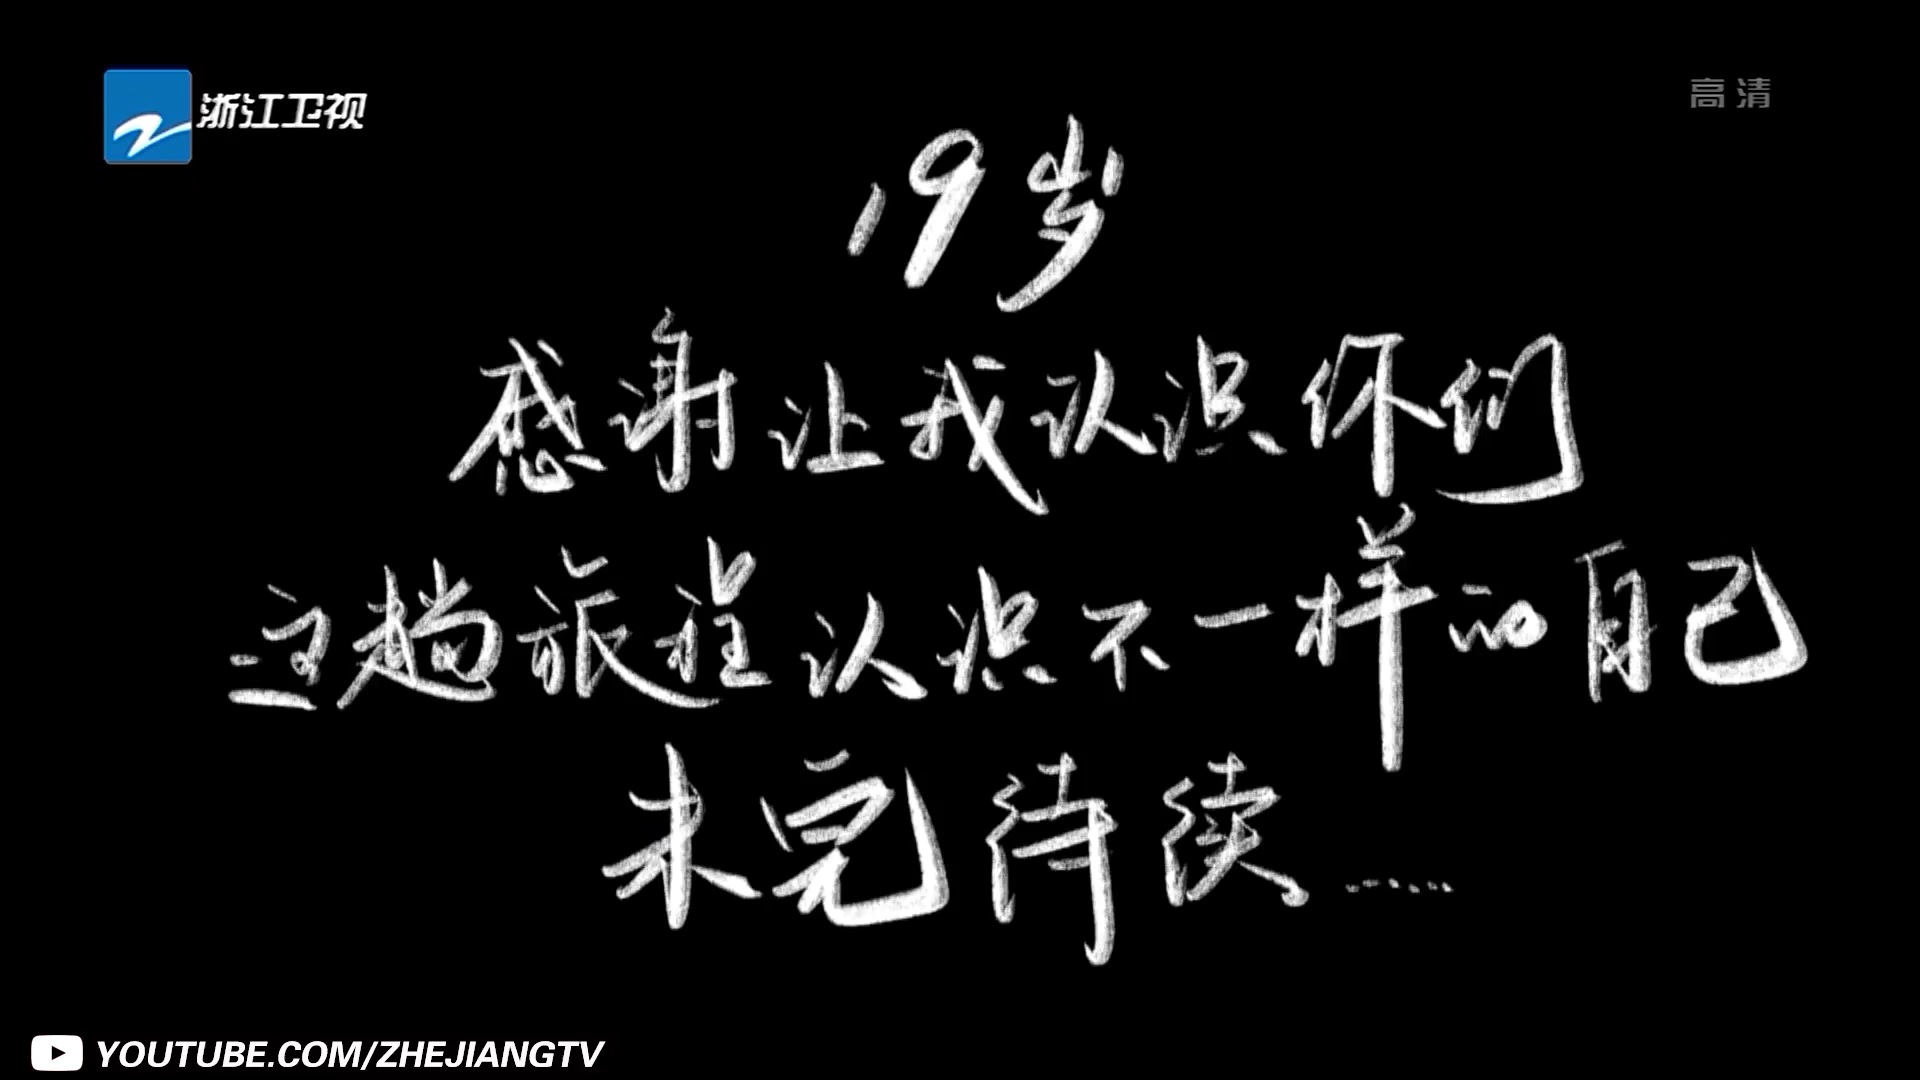 浙江卫视
高清
19岁
感谢让我认识你们
这趟旅程认识不一样的自己
未完待续......
YOUTUBE.COM/ZHEJIANGTV